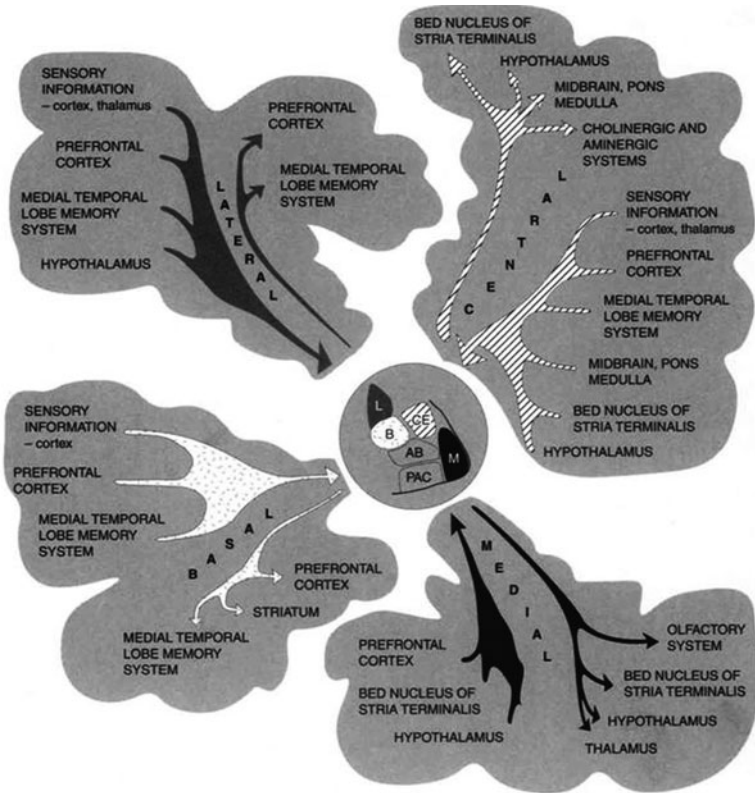 SENSORY
INFORMATION
– cortex, thalamus
PREFRONTAL
CORTEX
MEDIAL TEMPORAL
LOBE MEMORY
SYSTEM
HYPOTHALAMUS
LATERAL
PREFRONTAL
CORTEX
MEDIAL TEMPORAL
LOBE MEMORY
SYSTEM
BED NUCLEUS OF
STRIA TERMINALIS
HYPOTHALAMUS
MIDBRAIN, PONS
MEDULLA
CHOLINERGIC AND
AMINERGIC
SYSTEMS
CENTRAL
SENSORY
INFORMATION
– cortex, thalamus
PREFRONTAL
CORTEX
MEDIAL TEMPORAL
LOBE MEMORY
SYSTEM
MIDBRAIN, PONS
MEDULLA
BED NUCLEUS OF
STRIA TERMINALIS
HYPOTHALAMUS
L
B
CE
AB
M
PAC
SENSORY
INFORMATION
– cortex
PREFRONTAL
CORTEX
MEDIAL TEMPORAL
LOBE MEMORY
SYSTEM
BASAL
PREFRONTAL
CORTEX
STRIATUM
MEDIAL TEMPORAL
LOBE MEMORY
SYSTEM
PREFRONTAL
CORTEX
BED NUCLEUS OF
STRIA TERMINALIS
HYPOTHALAMUS
MEDIAL
OLFACTORY
SYSTEM
BED NUCLEUS OF
STRIA TERMINALIS
HYPOTHALAMUS
THALAMUS